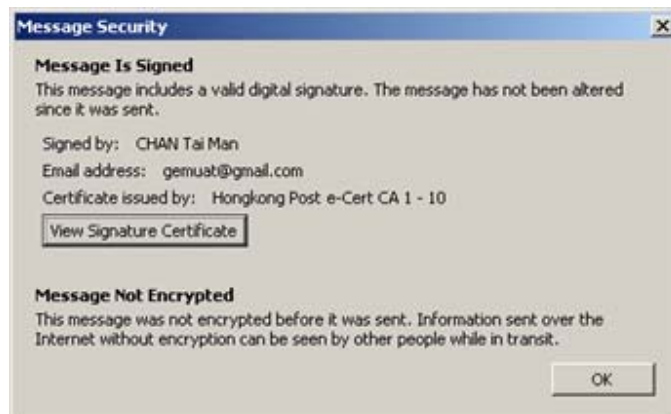 Message Security
Message Is Signed
This message includes a valid digital signature. The message has not been altered
since it was sent.
Signed by: CHAN Tai Man
Email address: gemuat@gmail.com
Certificate issued by: Hongkong Post e-Cert CA 1 - 10
View Signature Certificate
Message Not Encrypted
This message was not encrypted before it was sent. Information sent over the
Internet without encryption can be seen by other people while in transit.
OK